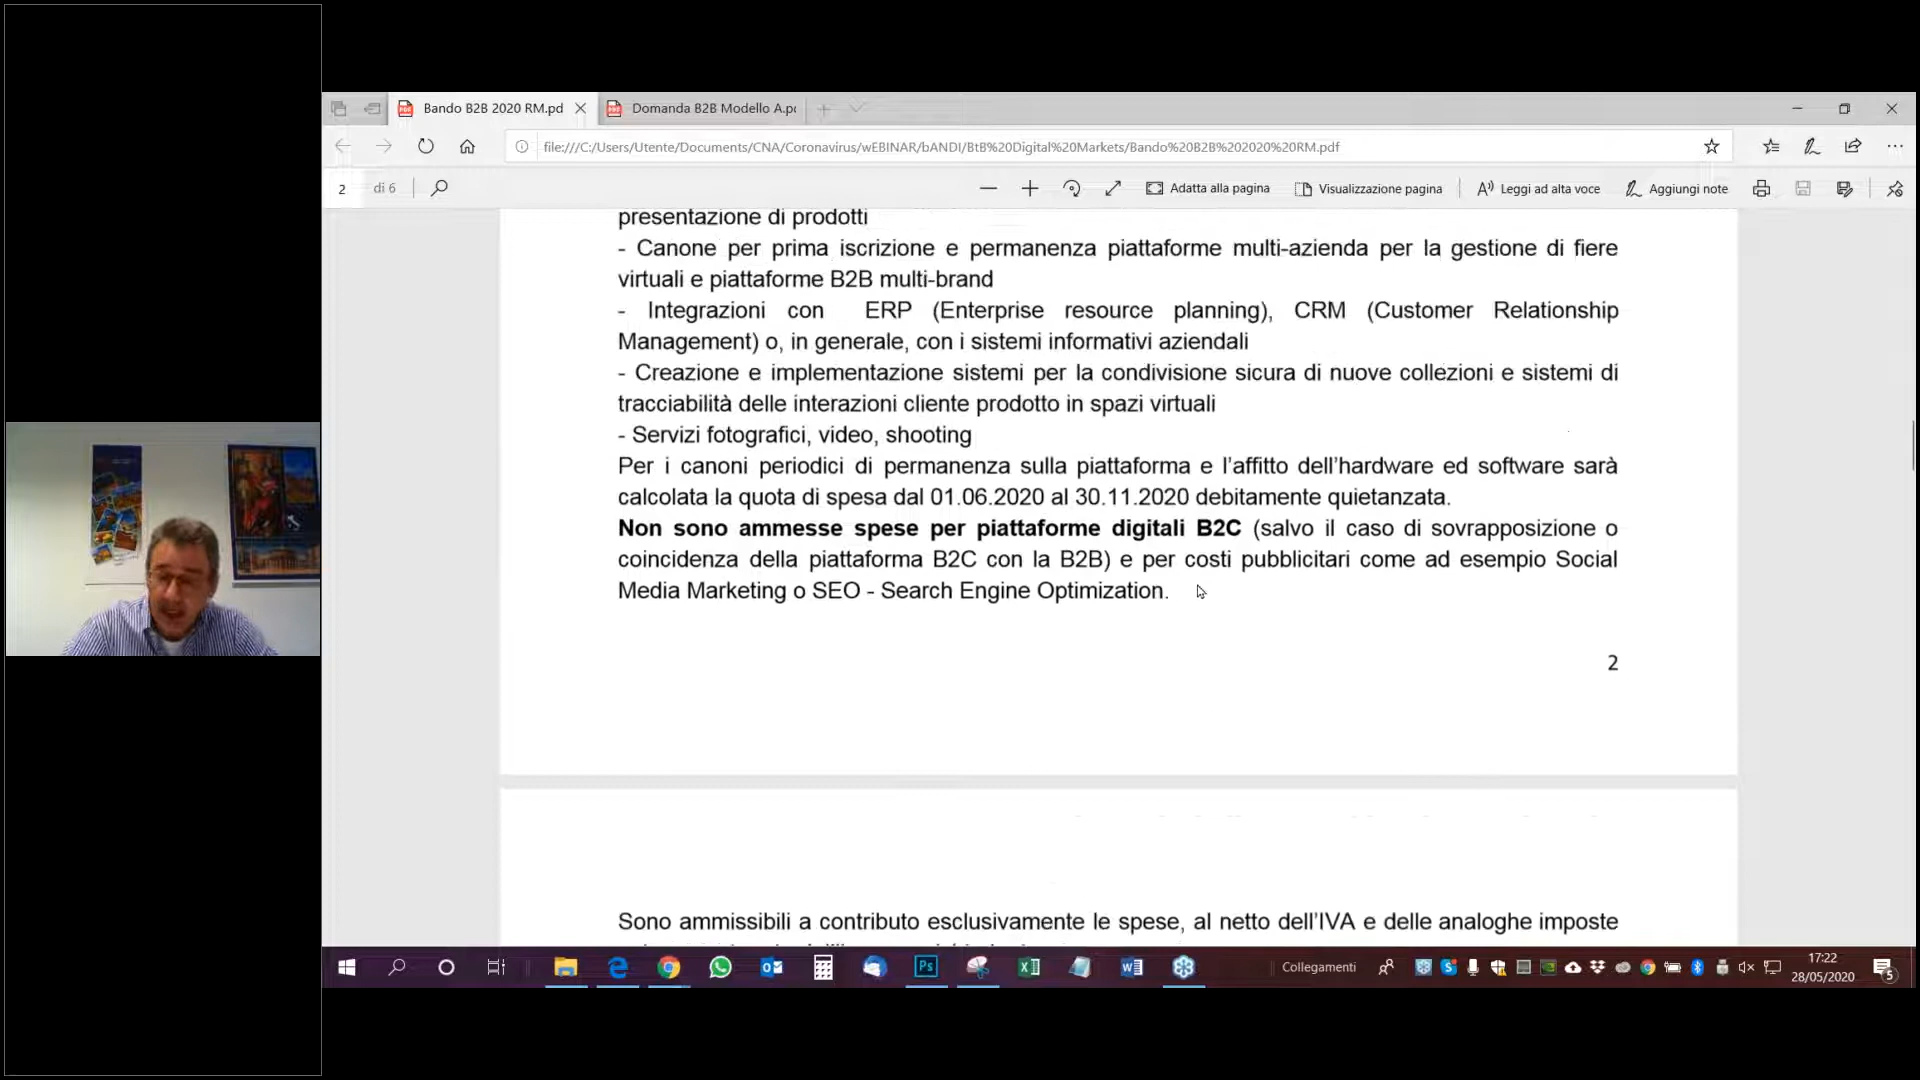 Bando B2B 2020 RM.pd
Domanda B2B Modello A.pc
file:///C:/Users/Utente/Documents/CNA/Coronavirus/wEBINAR/bANDI/BtB%20Digital%20Markets/Bando%20B2B%202020%20RM.pdf
2 di 6
Adatta alla pagina
Visualizzazione pagina
Leggi ad alta voce
Aggiungi note
presentazione di prodotti
- Canone per prima iscrizione e permanenza piattaforme multi-azienda per la gestione di fiere
virtuali e piattaforme B2B multi-brand
- Integrazioni con ERP (Enterprise resource planning), CRM (Customer Relationship
Management) o, in generale, con i sistemi informativi aziendali
- Creazione e implementazione sistemi per la condivisione sicura di nuove collezioni e sistemi di
tracciabilità delle interazioni cliente prodotto in spazi virtuali
- Servizi fotografici, video, shooting
Per i canoni periodici di permanenza sulla piattaforma e l'affitto dell'hardware ed software sarà
calcolata la quota di spesa dal 01.06.2020 al 30.11.2020 debitamente quietanzata.
Non sono ammesse spese per piattaforme digitali B2C (salvo il caso di sovrapposizione o
coincidenza della piattaforma B2C con la B2B) e per costi pubblicitari come ad esempio Social
Media Marketing o SEO - Search Engine Optimization.
2
Sono ammissibili a contributo esclusivamente le spese, al netto dell'IVA e delle analoghe imposte
Collegamenti
17:22
28/05/2020
5